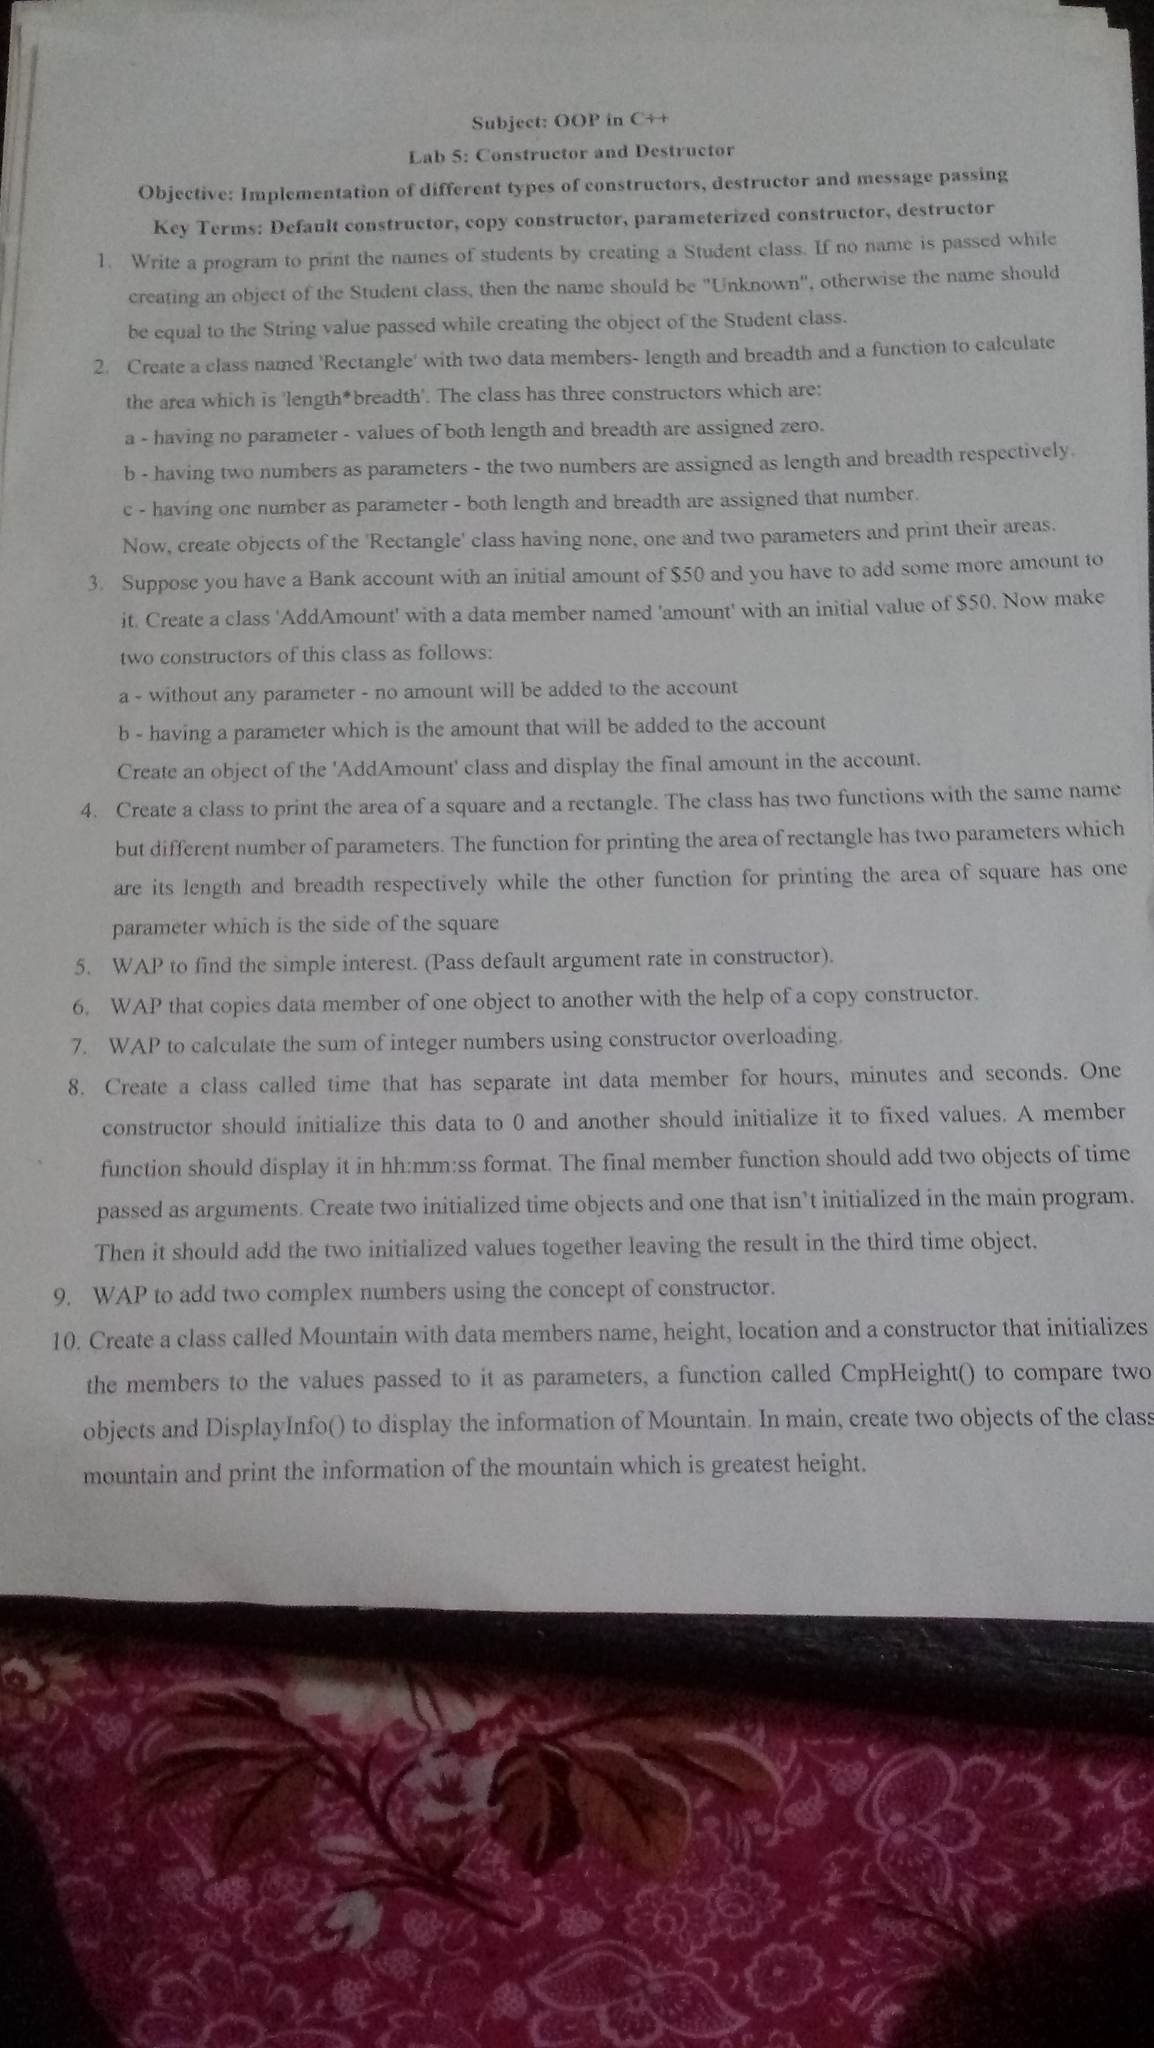 Subject: OOP in C++
Lab 5: Constructor and Destructor
Objective: Implementation of different types of constructors, destructor and message passing
Key Terms: Default constructor, copy constructor, parameterized constructor, destructor
1. Write a program to print the names of students by creating a Student class. If no name is passed while
creating an object of the Student class, then the name should be "Unknown", otherwise the name should
be equal to the String value passed while creating the object of the Student class.
2. Create a class named 'Rectangle' with two data members- length and breadth and a function to calculate
the area which is 'length*breadth'. The class has three constructors which are:
a - having no parameter - values of both length and breadth are assigned zero.
b - having two numbers as parameters - the two numbers are assigned as length and breadth respectively.
c - having one number as parameter - both length and breadth are assigned that number.
Now, create objects of the 'Rectangle' class having none, one and two parameters and print their areas.
3. Suppose you have a Bank account with an initial amount of $50 and you have to add some more amount to
it. Create a class 'AddAmount' with a data member named 'amount' with an initial value of $50. Now make
two constructors of this class as follows:
a - without any parameter - no amount will be added to the account
b - having a parameter which is the amount that will be added to the account
Create an object of the 'AddAmount' class and display the final amount in the account.
4. Create a class to print the area of a square and a rectangle. The class has two functions with the same name
but different number of parameters. The function for printing the area of rectangle has two parameters which
are its length and breadth respectively while the other function for printing the area of square has one
parameter which is the side of the square
5. WAP to find the simple interest. (Pass default argument rate in constructor).
6. WAP that copies data member of one object to another with the help of a copy constructor.
7. WAP to calculate the sum of integer numbers using constructor overloading.
8. Create a class called time that has separate int data member for hours, minutes and seconds. One
constructor should initialize this data to 0 and another should initialize it to fixed values. A member
function should display it in hh:mm:ss format. The final member function should add two objects of time
passed as arguments. Create two initialized time objects and one that isn't initialized in the main program.
Then it should add the two initialized values together leaving the result in the third time object.
9. WAP to add two complex numbers using the concept of constructor.
10. Create a class called Mountain with data members name, height, location and a constructor that initializes
the members to the values passed to it as parameters, a function called CmpHeight() to compare two
objects and DisplayInfo() to display the information of Mountain. In main, create two objects of the class
mountain and print the information of the mountain which is greatest height.